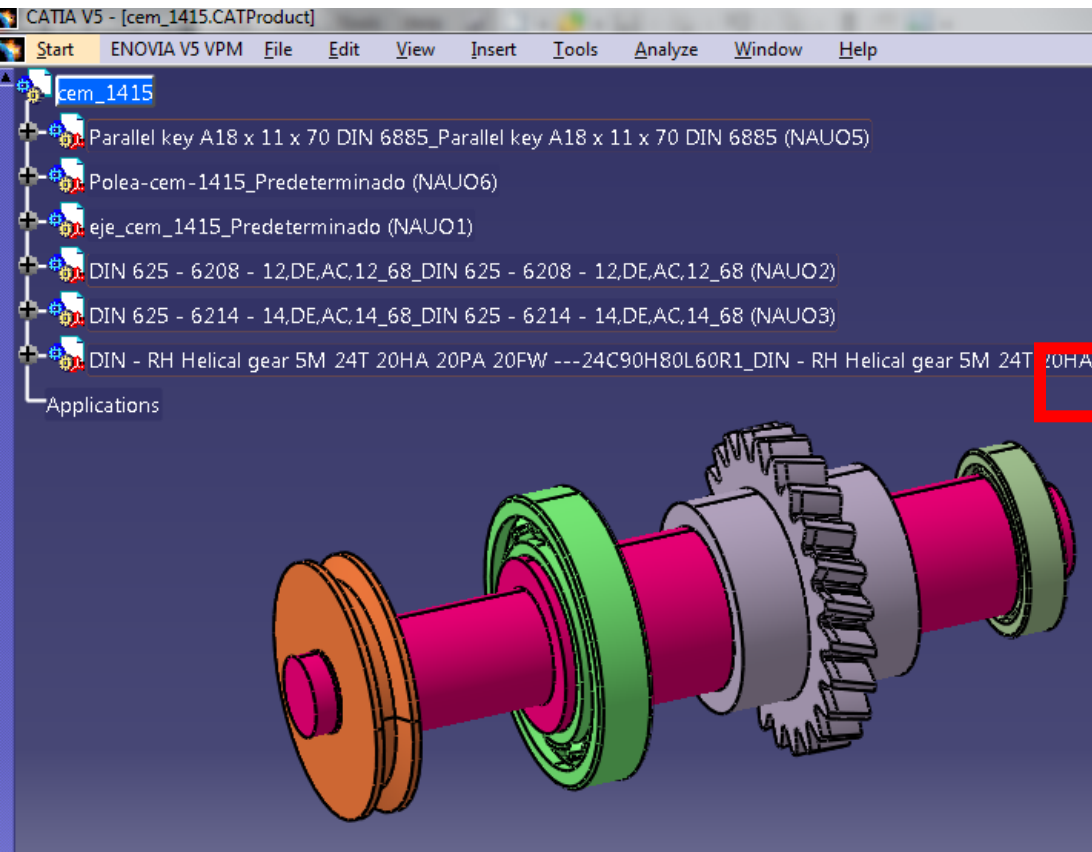 CATIA V5 - [cem_1415.CATProduct]
Start ENOVIA V5 VPM File Edit View Insert Tools Analyze Window Help
cem_1415
Parallel key A18 x 11 x 70 DIN 6885_Parallel key A18 x 11 x 70 DIN 6885 (NAUO5)
Polea-cem-1415_Predeterminado (NAUO6)
eje_cem_1415_Predeterminado (NAUO1)
DIN 625 - 6208 - 12,DE,AC,12_68_DIN 625 - 6208 - 12,DE,AC,12_68 (NAUO2)
DIN 625 - 6214 - 14,DE,AC,14_68_DIN 625 - 6214 - 14,DE,AC,14_68 (NAUO3)
DIN - RH Helical gear 5M 24T 20HA 20PA 20FW ---24C90H80L60R1_DIN - RH Helical gear 5M 24T 20HA
Applications